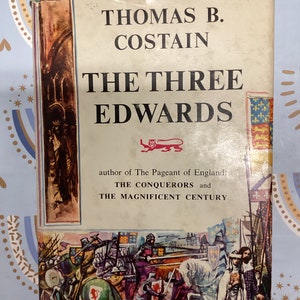 THOMAS B.
COSTAIN
THE THREE
EDWARDS
author of The Pageant of England:
THE CONQUERORS and
THE MAGNIFICENT CENTURY